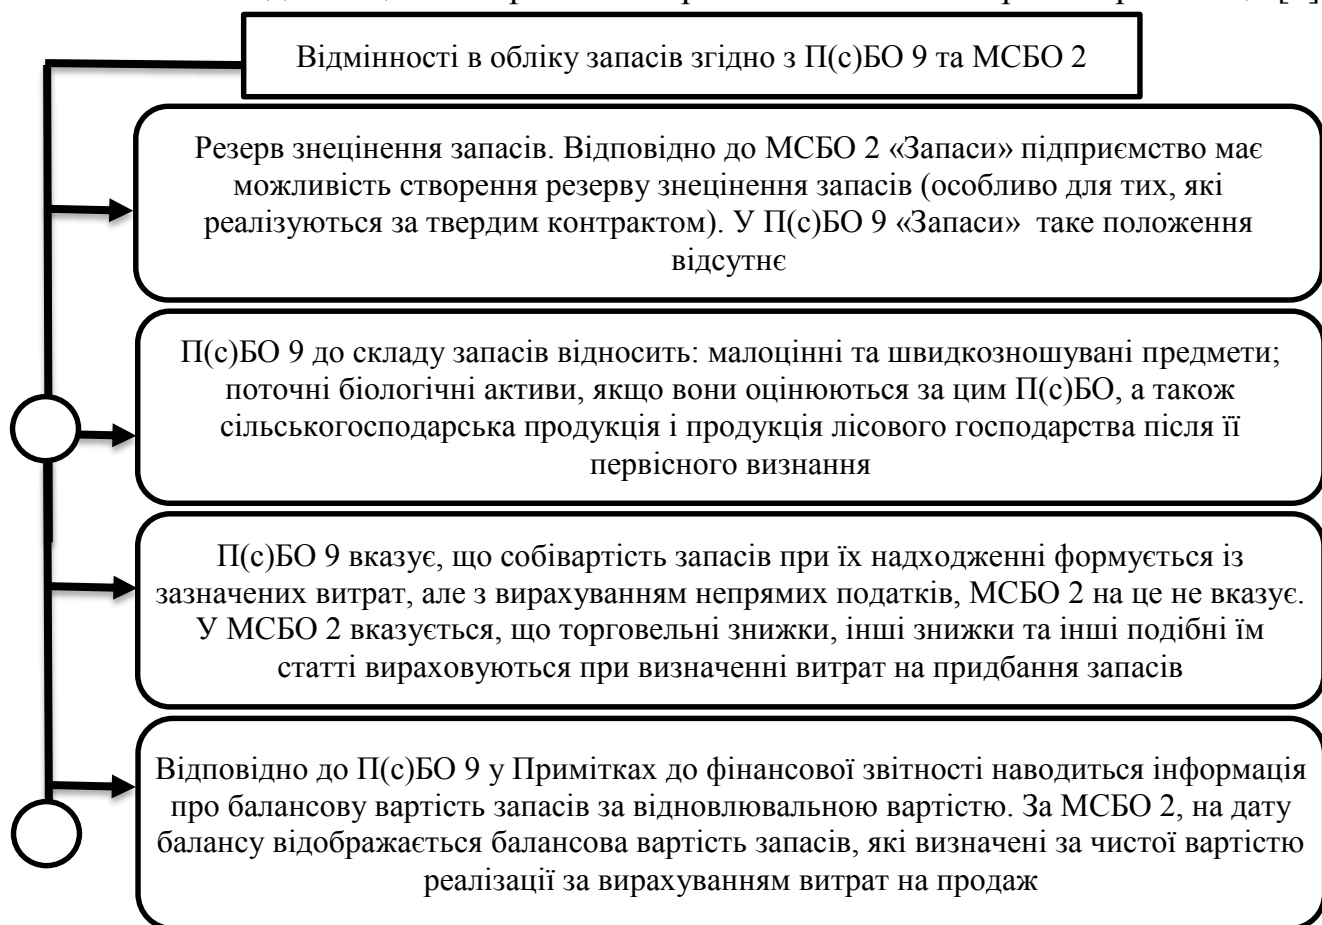 Відмінності в обліку запасів згідно з П(с)БО 9 та МСБО 2
Резерв знецінення запасів. Відповідно до МСБО 2 «Запаси» підприємство має
можливість створення резерву знецінення запасів (особливо для тих, які
реалізуються за твердим контрактом). У П(с)БО 9 «Запаси» таке положення
відсутнє
П(с)БО 9 до складу запасів відносить: малоцінні та швидкозношувані предмети;
поточні біологічні активи, якщо вони оцінюються за цим П(с)БО, а також
сільськогосподарська продукція і продукція лісового господарства після її
первісного визнання
П(с)БО 9 вказує, що собівартість запасів при їх надходженні формується із
зазначених витрат, але з вирахуванням непрямих податків, МСБО 2 на це не вказує.
У МСБО 2 вказується, що торговельні знижки, інші знижки та інші подібні їм
статті вираховуються при визначенні витрат на придбання запасів
Відповідно до П(с)БО 9 у Примітках до фінансової звітності наводиться інформація
про балансову вартість запасів за відновлювальною вартістю. За МСБО 2, на дату
балансу відображається балансова вартість запасів, які визначені за чистої вартістю
реалізації за вирахуванням витрат на продаж